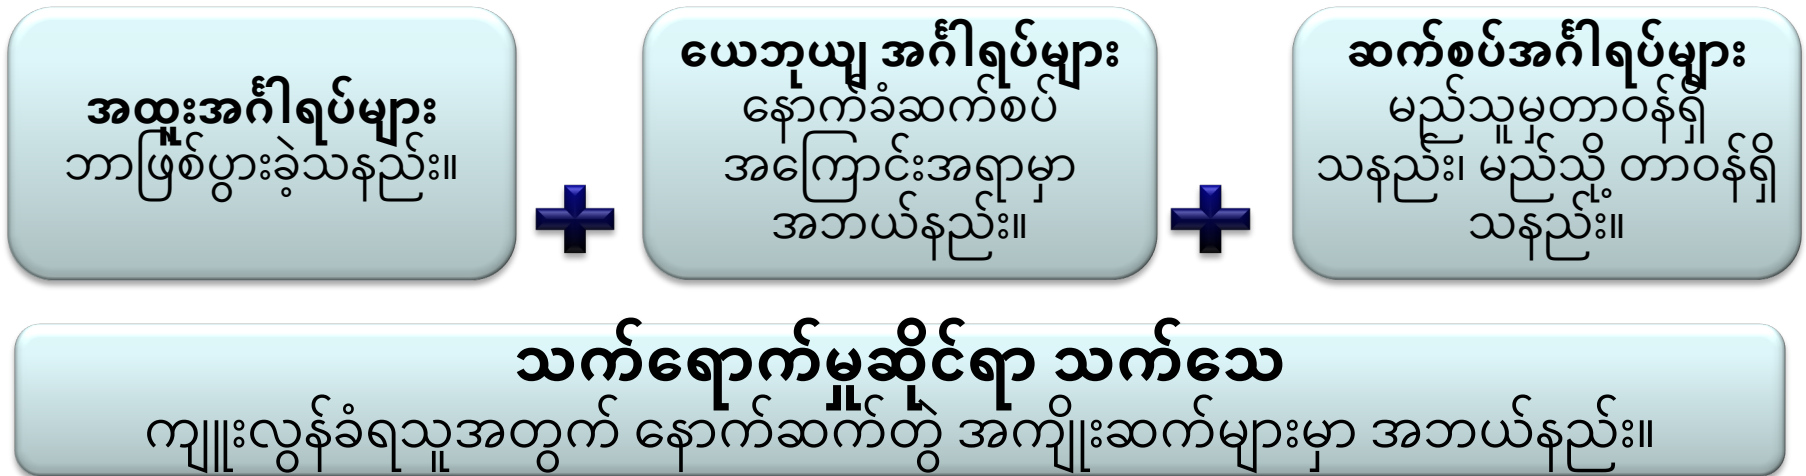 အထူးအင်္ဂါရပ်များ
ဘာဖြစ်ပွားခဲ့သနည်း။
ယေဘုယျ အင်္ဂါရပ်များ
နောက်ခံဆက်စပ်
အကြောင်းအရာမှာ
အဘယ်နည်း။
ဆက်စပ်အင်္ဂါရပ်များ
မည်သူမှတာဝန်ရှိ
သနည်း၊ မည်သို့ တာဝန်ရှိ
သနည်း။
သက်ရောက်မှုဆိုင်ရာ သက်သေ
ကျူးလွန်ခံရသူအတွက် နောက်ဆက်တွဲ အကျိုးဆက်များမှာ အဘယ်နည်း။